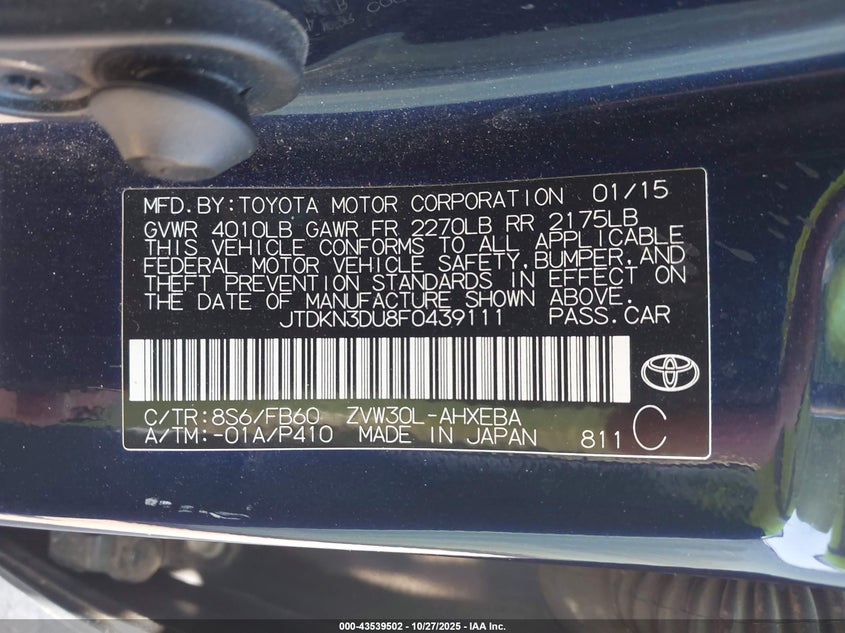 MFD.BY:TOYOTA MOTOR CORPORATION 01/15
GVWR 4010LB GAWR FR 2270LB RR 2175LB
THIS VEHICLE CONFORMS TO ALL APPLICABLE
FEDERAL MOTOR VEHICLE SAFETY,BUMPER,AND
THEFT PREVENTION STANDARDS IN EFFECT ON
THE DATE OF MANUFACTURE SHOWN ABOVE.
JTDKN3DU8F0439111 PASS.CAR
C/TR:8S6/FB60 ZVW30L-AHXEBA
A/TM:-01A/P410 MADE IN JAPAN 811 C
000-43539502 - 10/27/2025 - IAA Inc.